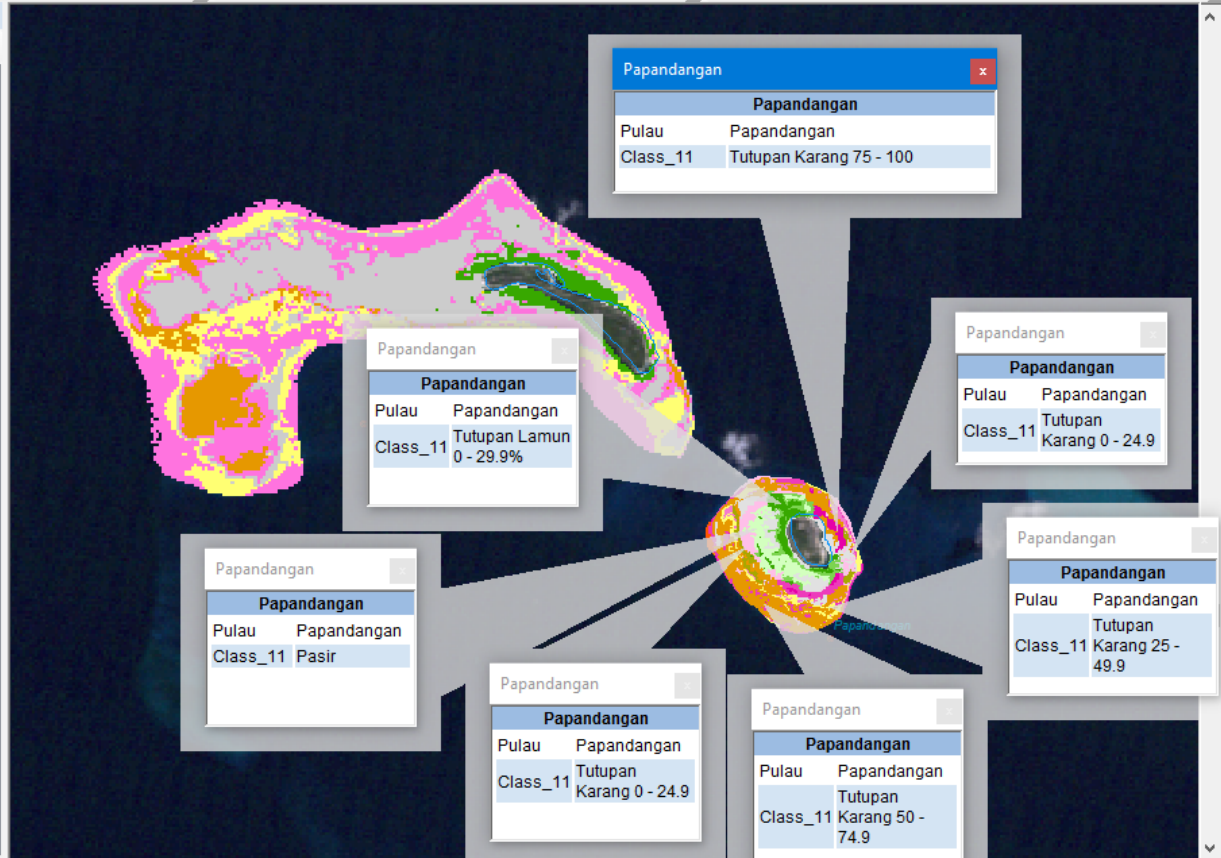 Papandangan
x
Papandangan
Pulau Papandangan
Class_11 Tutupan Karang 75 - 100
Papandangan
x
Papandangan
Pulau Papandangan
Class_11 Tutupan
Karang 0 - 24.9
Papandangan
x
Papandangan
Pulau Papandangan
Class_11 Tutupan Lamun
0 - 29.9%
Papandangan
x
Papandangan
Pulau Papandangan
Class_11 Tutupan
Karang 25 -
49.9
Papandangan
x
Papandangan
Pulau Papandangan
Class_11 Pasir
Papandangan
Papandangan
x
Papandangan
Pulau Papandangan
Class_11 Tutupan
Karang 0 - 24.9
Papandangan
x
Papandangan
Pulau Papandangan
Class_11 Tutupan
Karang 50 -
74.9